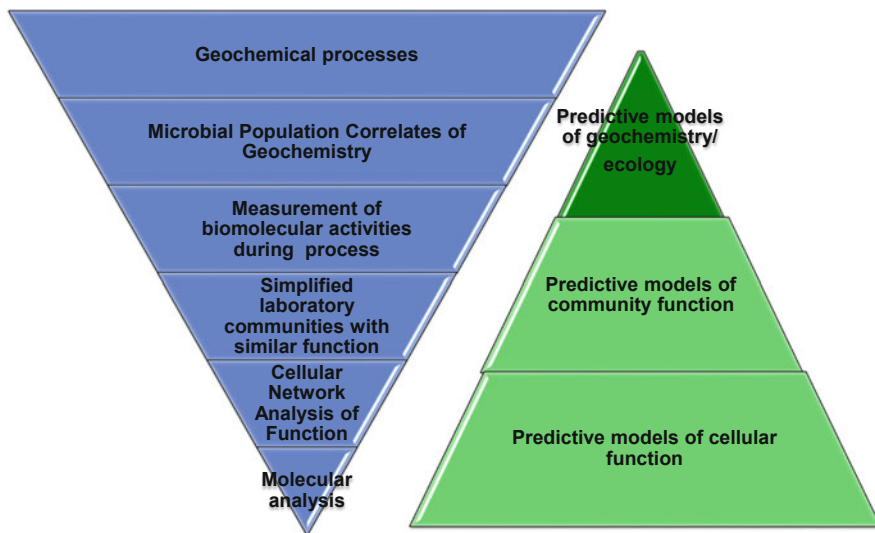 Geochemical processes
Microbial Population Correlates of
Geochemistry
Measurement of
biomolecular activities
during process
Simplified
laboratory
communities with
similar function
Cellular
Network
Analysis of
Function
Molecular
analysis
Predictive models
of geochemistry/
ecology
Predictive models of
community function
Predictive models of cellular
function